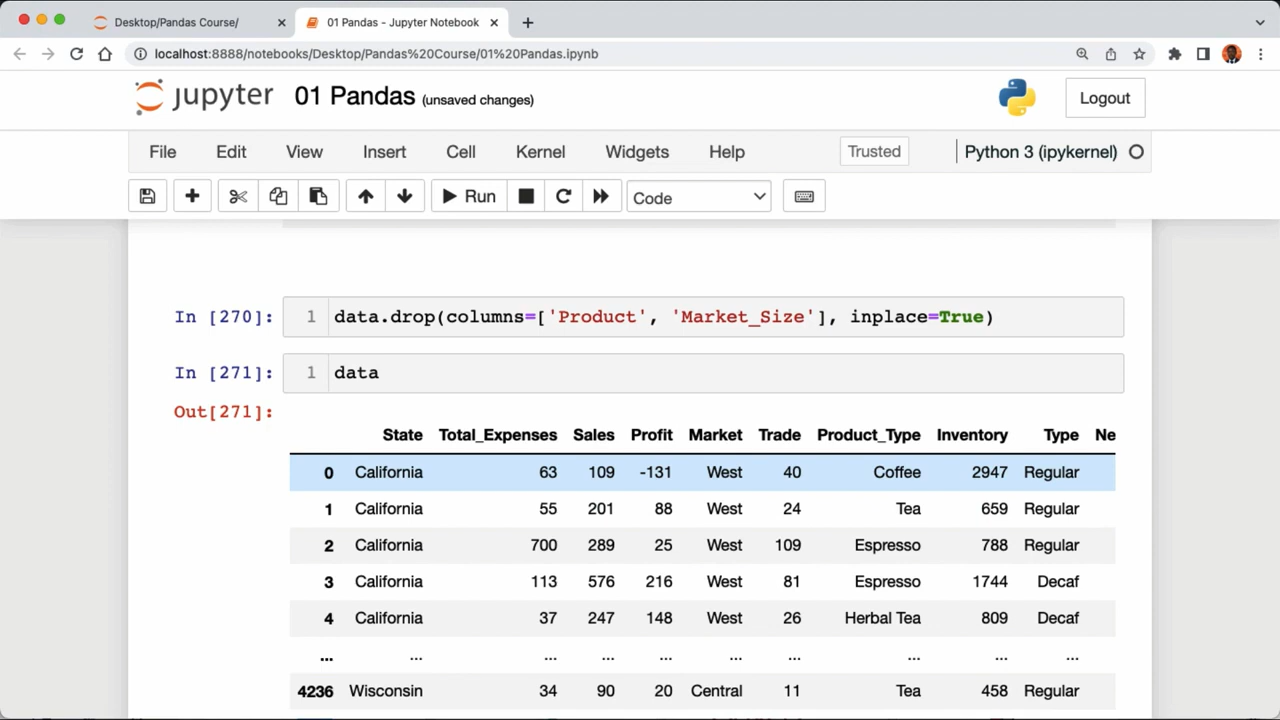 Desktop/Pandas Course/
01 Pandas - Jupyter Notebook
localhost:8888/notebooks/Desktop/Pandas%20Course/01%20Pandas.ipynb
jupyter 01 Pandas (unsaved changes)
Logout
File Edit View Insert Cell Kernel Widgets Help Trusted Python 3 (ipykernel)
Run Code
In [270]: 1 data.drop(columns=['Product', 'Market_Size'], inplace=True)
In [271]: 1 data
Out[271]:
State Total_Expenses Sales Profit Market Trade Product_Type Inventory Type Ne
0 California 63 109 -131 West 40 Coffee 2947 Regular
1 California 55 201 88 West 24 Tea 659 Regular
2 California 700 289 25 West 109 Espresso 788 Regular
3 California 113 576 216 West 81 Espresso 1744 Decaf
4 California 37 247 148 West 26 Herbal Tea 809 Decaf
... ... ... ... ... ... ... ... ... ...
4236 Wisconsin 34 90 20 Central 11 Tea 458 Regular